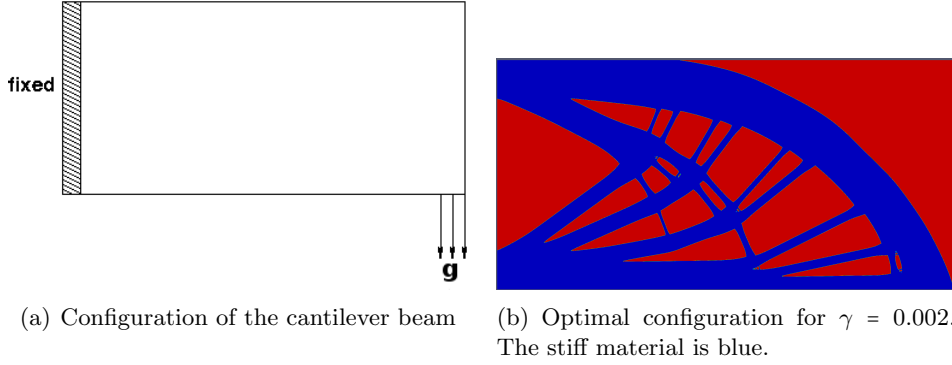 fixed
g
(a) Configuration of the cantilever beam
(b) Optimal configuration for γ = 0.002.
The stiff material is blue.